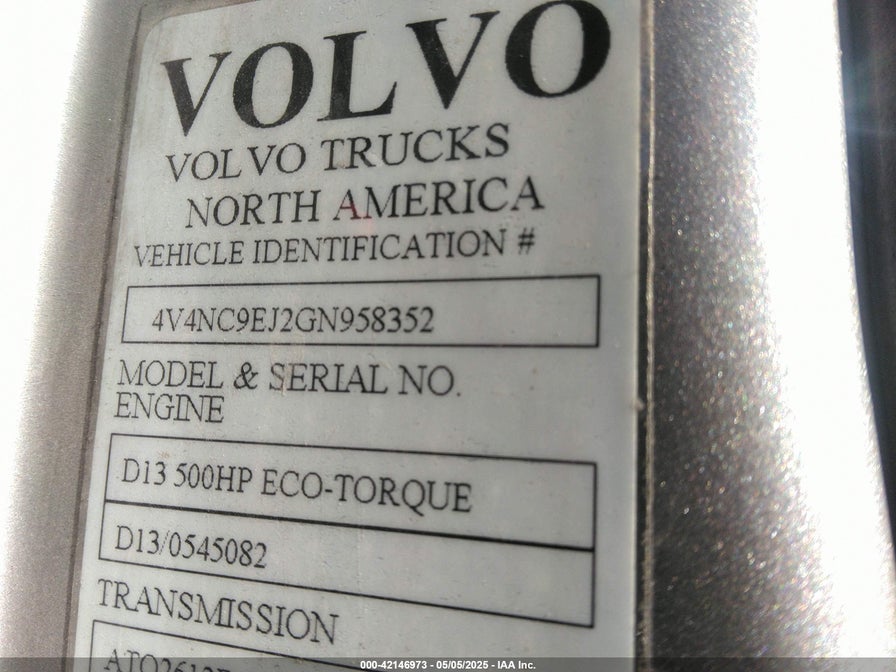 VOLVO
VOLVO TRUCKS
NORTH AMERICA
VEHICLE IDENTIFICATION #
4V4NC9EJ2GN958352
MODEL & SERIAL NO.
ENGINE
D13 500HP ECO-TORQUE
D13/0545082
TRANSMISSION
000-42146973 - 05/05/2025 - IAA Inc.